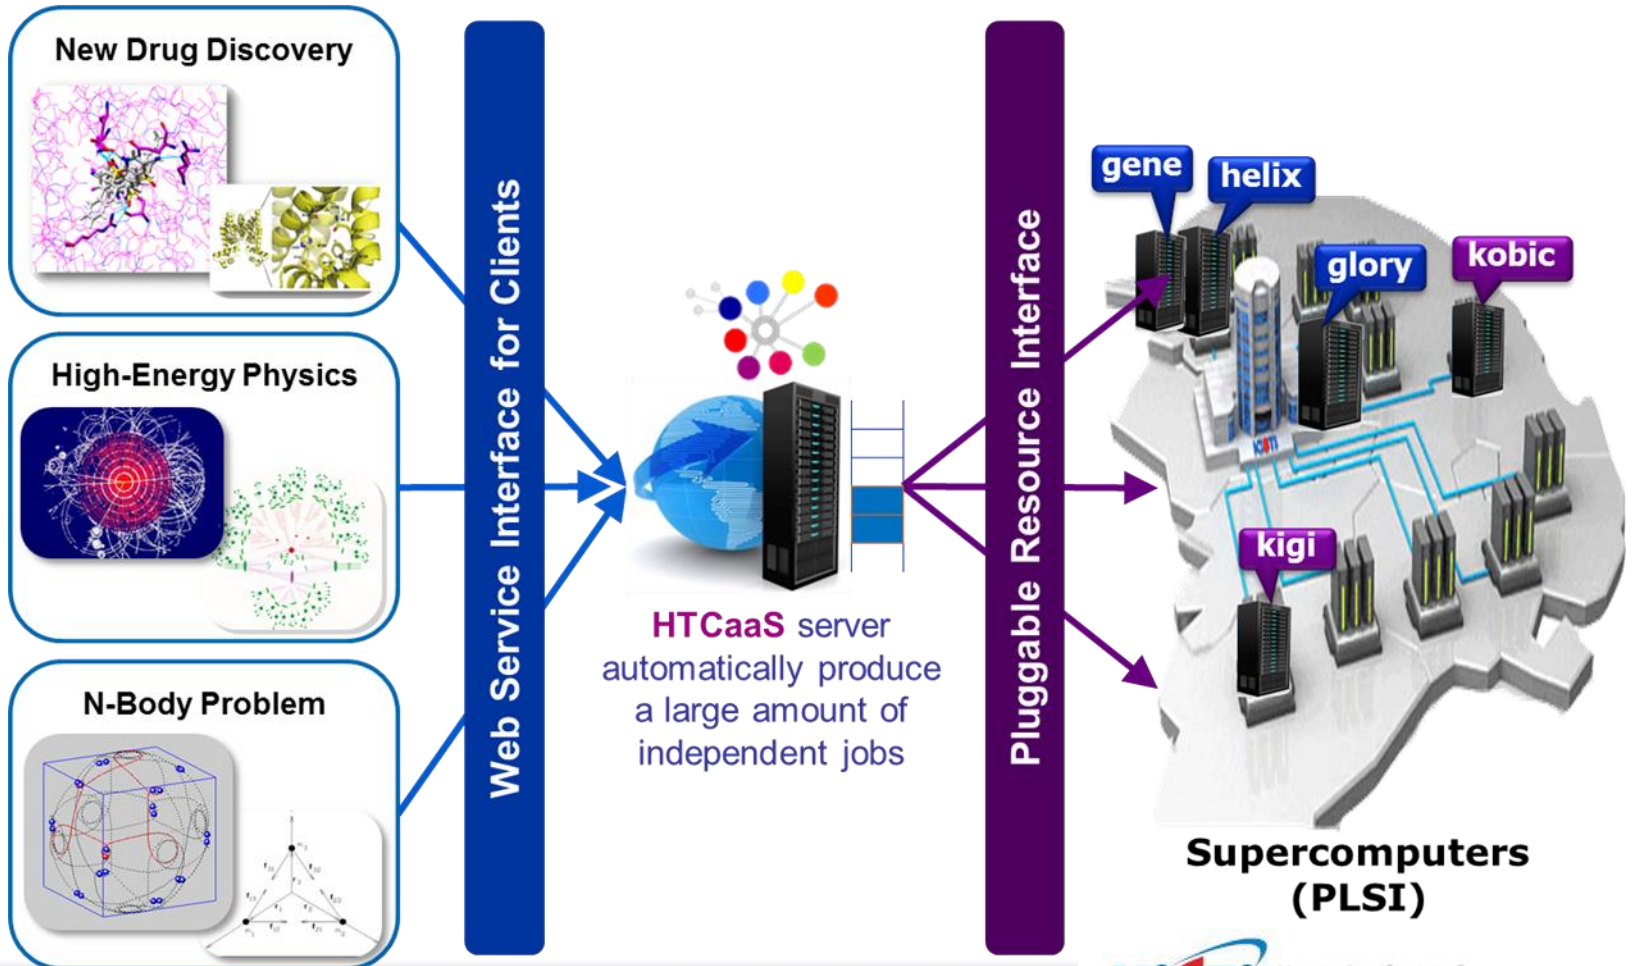 New Drug Discovery
High-Energy Physics
N-Body Problem
Web Service Interface for Clients
HTCaaS server
automatically produce
a large amount of
independent jobs
Pluggable Resource Interface
gene
helix
glory
kobic
kigi
Supercomputers
(PLSI)